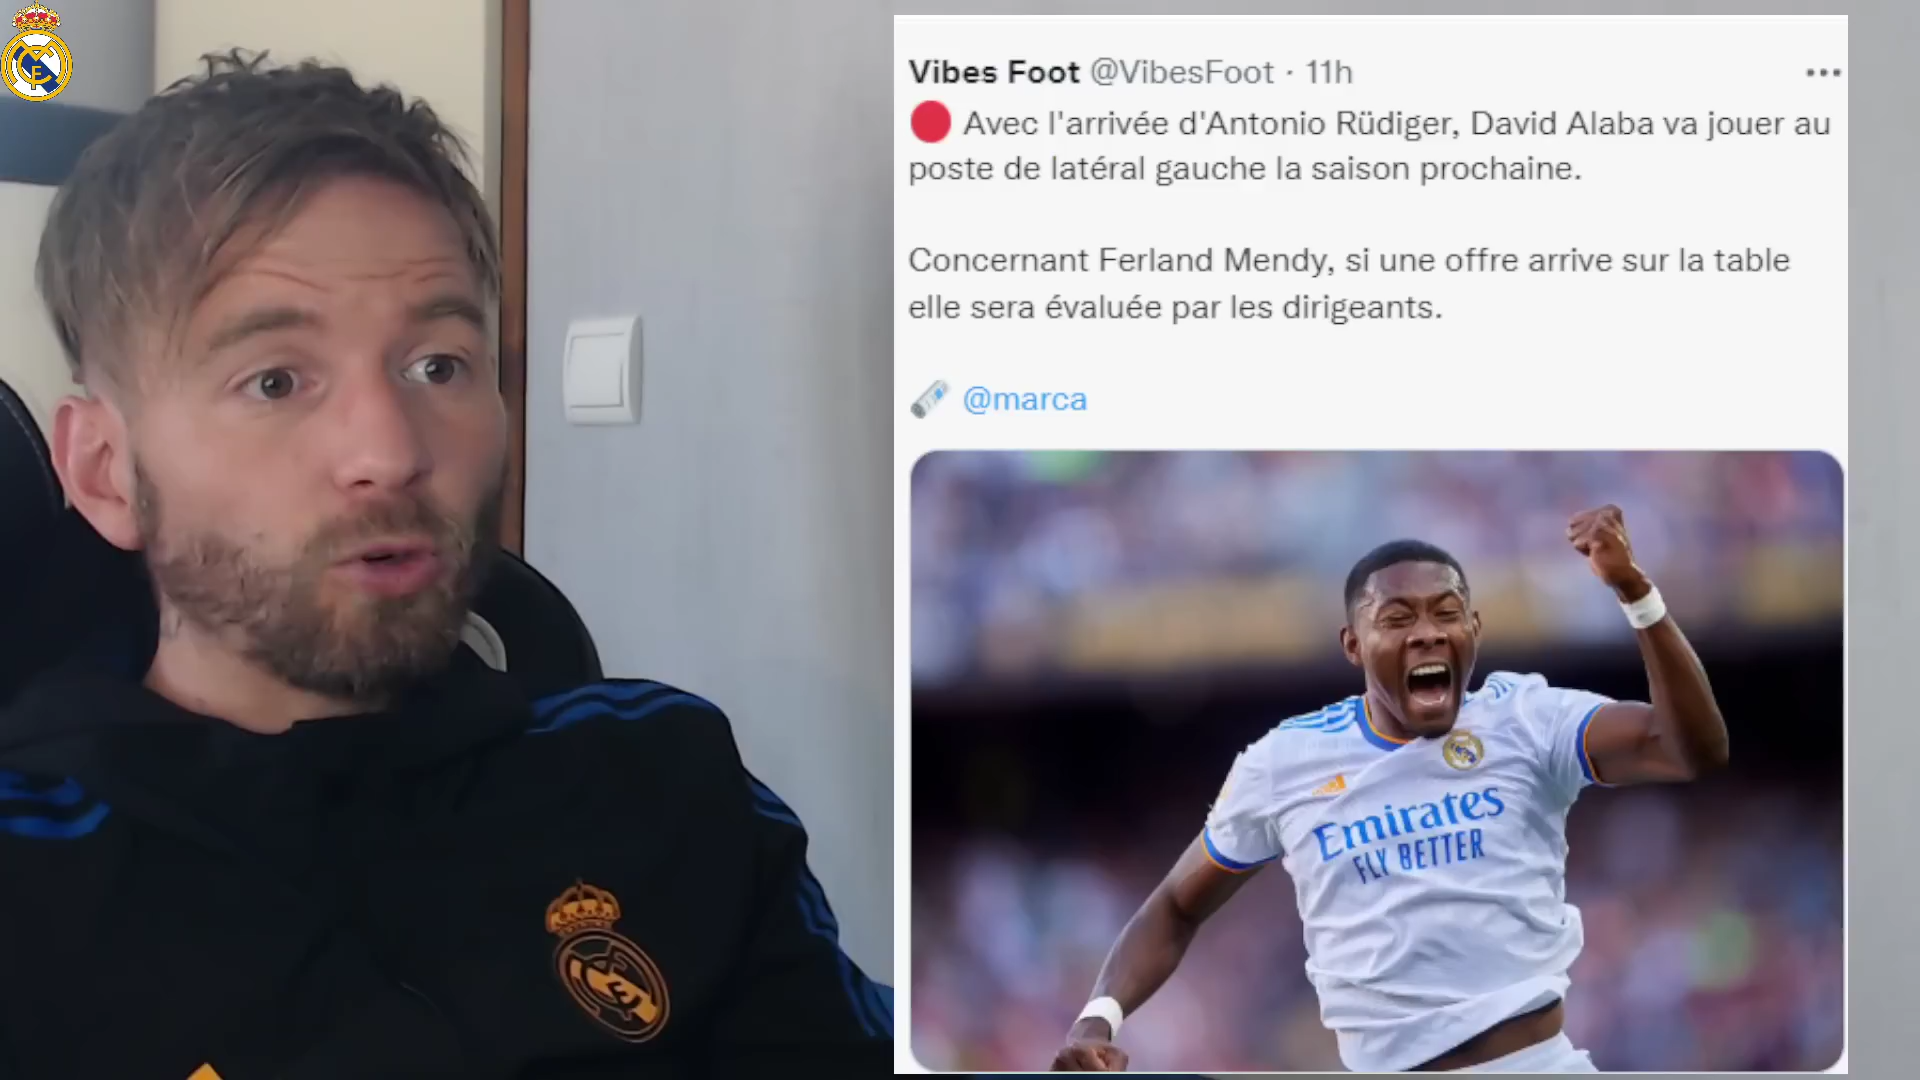 Vibes Foot @VibesFoot · 11h
🔴 Avec l'arrivée d'Antonio Rüdiger, David Alaba va jouer au
poste de latéral gauche la saison prochaine.
Concernant Ferland Mendy, si une offre arrive sur la table
elle sera évaluée par les dirigeants.
🗞️ @marca
Emirates
FLY BETTER